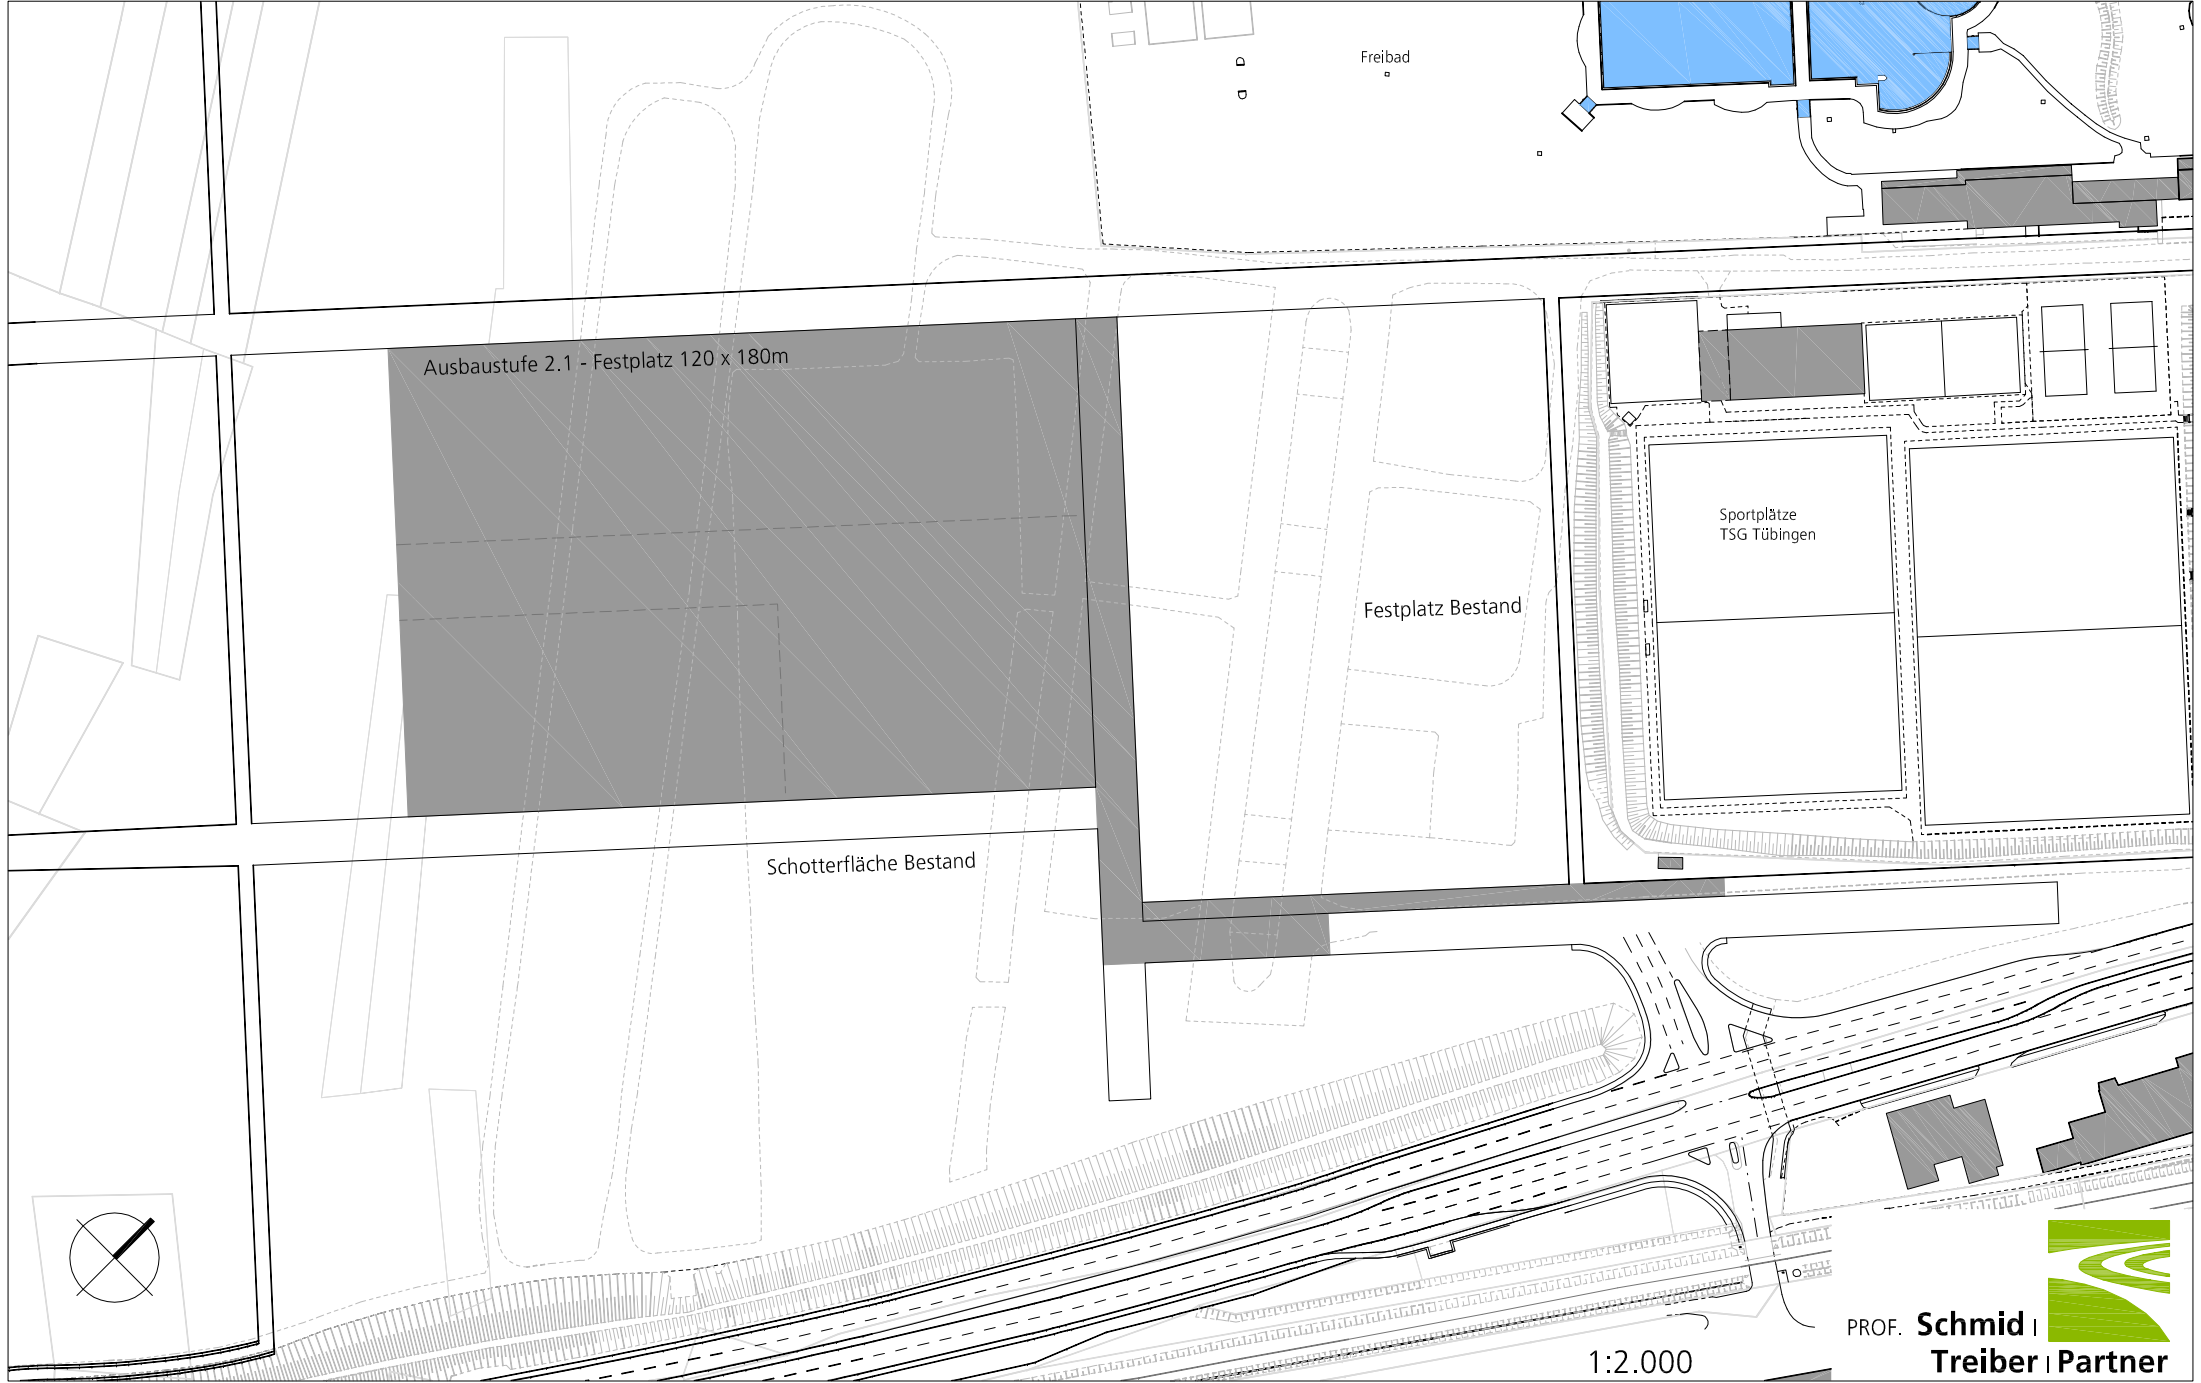 Freibad
Ausbaustufe 2.1 - Festplatz 120 x 180m
Sportplätze
TSG Tübingen
Festplatz Bestand
Schotterfläche Bestand
1:2.000
PROF. Schmid |
Treiber | Partner